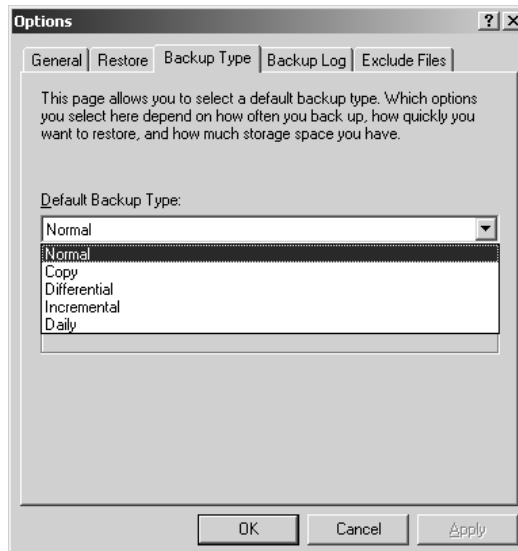 Options
General Restore Backup Type Backup Log Exclude Files
This page allows you to select a default backup type. Which options
you select here depend on how often you back up, how quickly you
want to restore, and how much storage space you have.
Default Backup Type:
Normal
Normal
Copy
Differential
Incremental
Daily
OK Cancel Apply